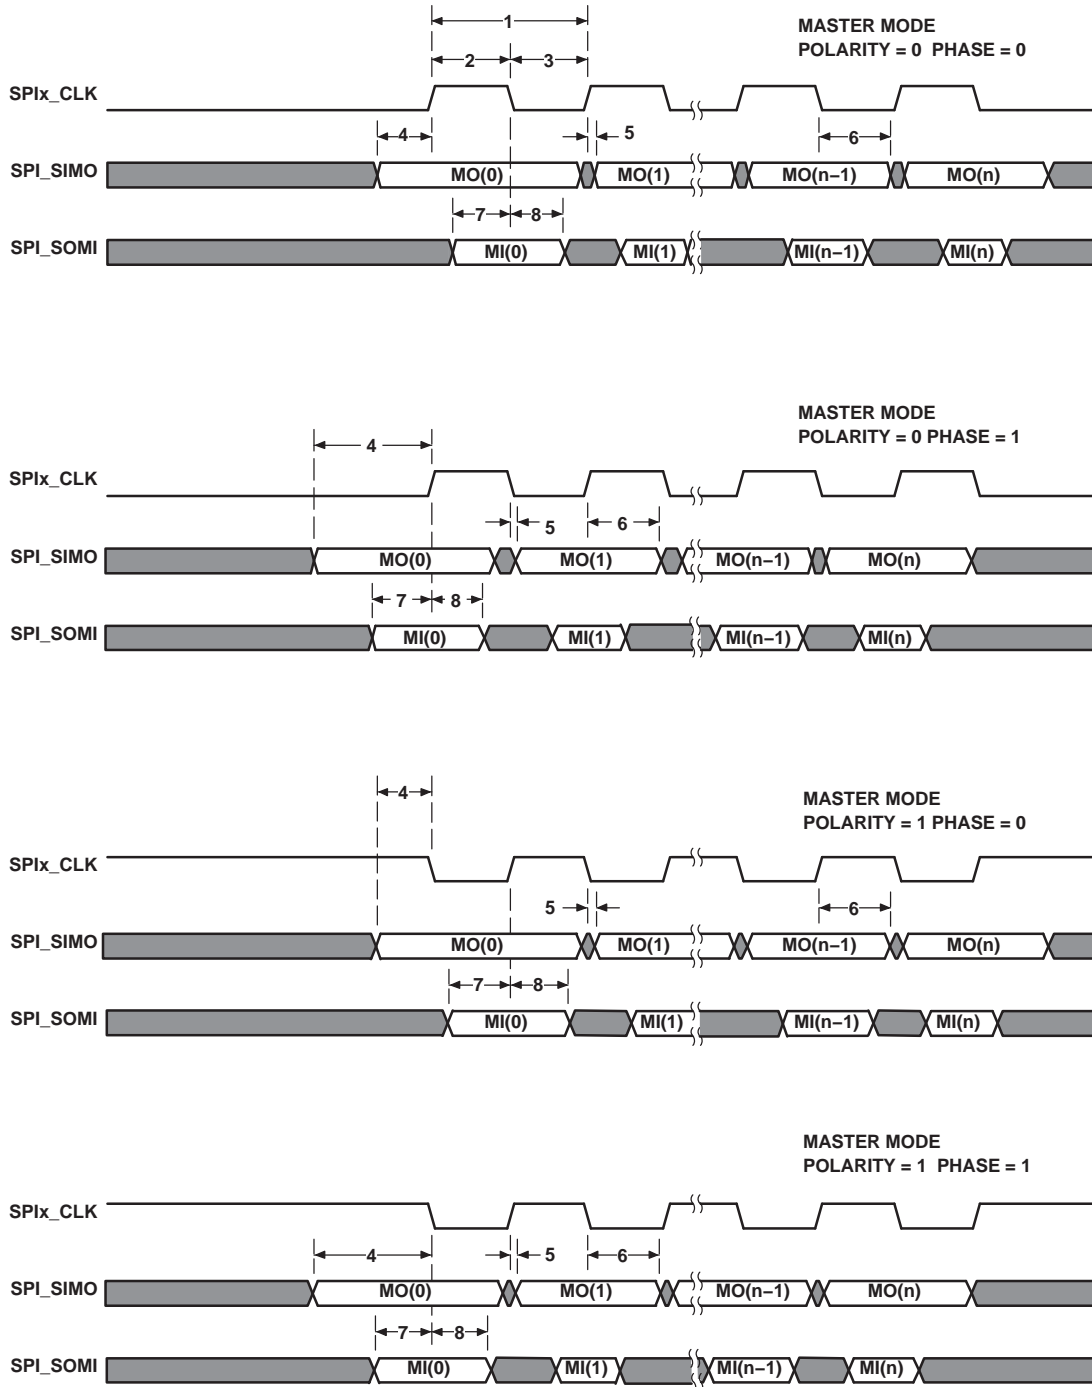 1
MASTER MODE
POLARITY = 0 PHASE = 0
2 3
SPIx_CLK
4 5 6
SPI_SIMO MO(0) MO(1) MO(n−1) MO(n)
7 8
SPI_SOMI MI(0) MI(1) MI(n−1) MI(n)
MASTER MODE
POLARITY = 0 PHASE = 1
4
SPIx_CLK
5 6
SPI_SIMO MO(0) MO(1) MO(n−1) MO(n)
7 8
SPI_SOMI MI(0) MI(1) MI(n−1) MI(n)
4
MASTER MODE
POLARITY = 1 PHASE = 0
SPIx_CLK
5 6
SPI_SIMO MO(0) MO(1) MO(n−1) MO(n)
7 8
SPI_SOMI MI(0) MI(1) MI(n−1) MI(n)
MASTER MODE
POLARITY = 1 PHASE = 1
SPIx_CLK
4 5 6
SPI_SIMO MO(0) MO(1) MO(n−1) MO(n)
7 8
SPI_SOMI MI(0) MI(1) MI(n−1) MI(n)